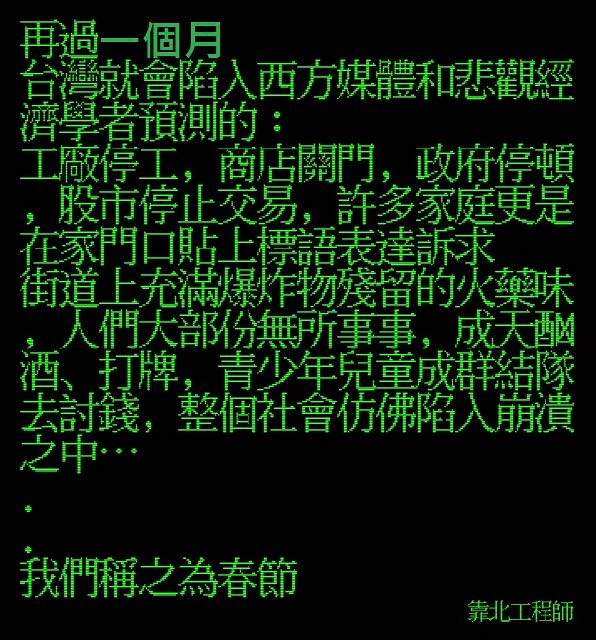 再過一個月
台灣就會陷入西方媒體和悲觀經
濟學者預測的：
工廠停工，商店關門，政府停頓
，股市停止交易，許多家庭更是
在家門口貼上標語表達訴求
街道上充滿爆炸物殘留的火藥味
，人們大部份無所事事，成天酗
酒、打牌，青少年兒童成群結隊
去討錢，整個社會仿佛陷入崩潰
之中…
.
.
我們稱之為春節
靠北工程師